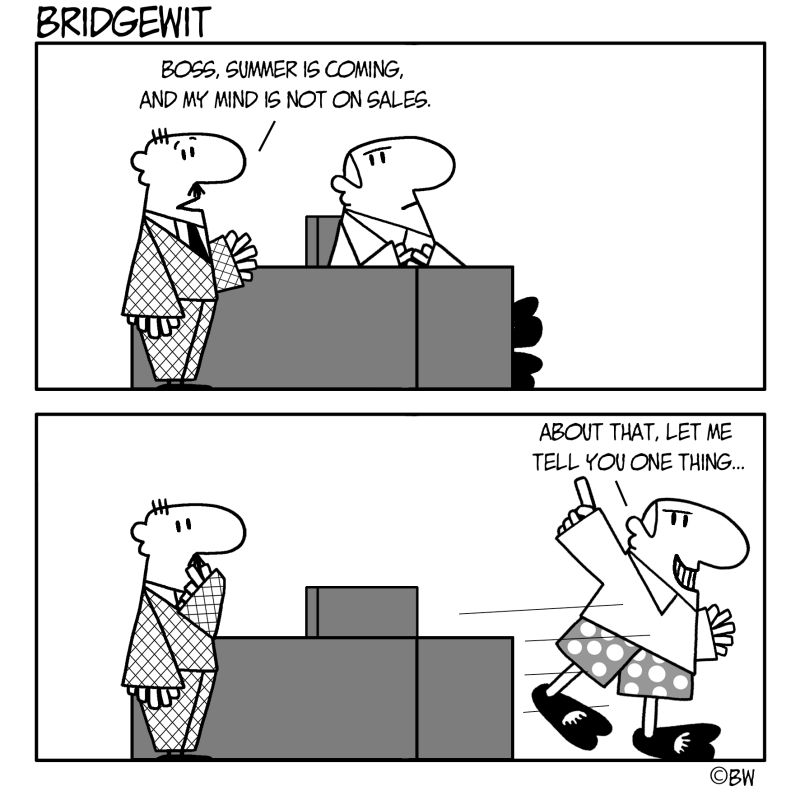 BRIDGEWIT
BOSS, SUMMER IS COMING,
AND MY MIND IS NOT ON SALES.
ABOUT THAT, LET ME
TELL YOU ONE THING...
©BW